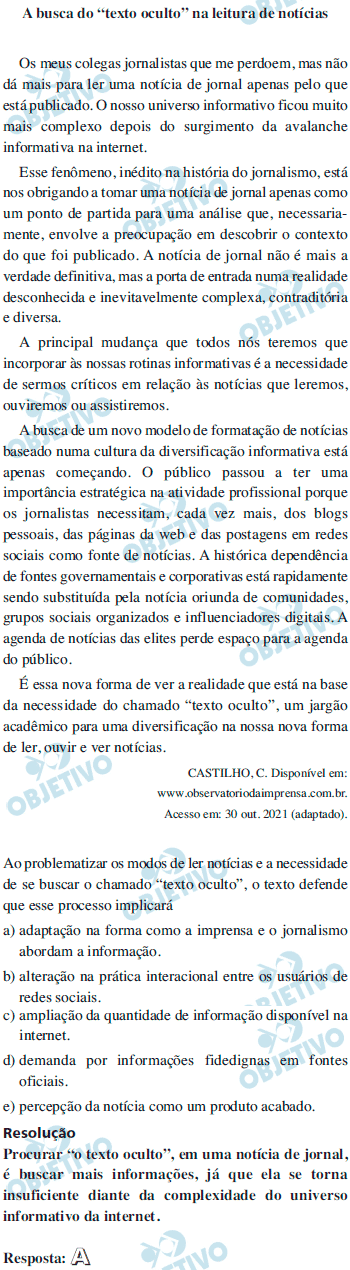 A busca do “texto oculto” na leitura de notícias
Os meus colegas jornalistas que me perdoem, mas não
dá mais para ler uma notícia de jornal apenas pelo que
está publicado. O nosso universo informativo ficou muito
mais complexo depois do surgimento da avalanche
informativa na internet.
Esse fenômeno, inédito na história do jornalismo, está
nos obrigando a tomar uma notícia de jornal apenas como
um ponto de partida para uma análise que, necessaria-
mente, envolve a preocupação em descobrir o contexto
do que foi publicado. A notícia de jornal não é mais a
verdade definitiva, mas a porta de entrada numa realidade
desconhecida e inevitavelmente complexa, contraditória
e diversa.
A principal mudança que todos nós teremos que
incorporar às nossas rotinas informativas é a necessidade
de sermos críticos em relação às notícias que leremos,
ouviremos ou assistiremos.
A busca de um novo modelo de formatação de notícias
baseado numa cultura da diversificação informativa está
apenas começando. O público passou a ter uma
importância estratégica na atividade profissional porque
os jornalistas necessitam, cada vez mais, dos blogs
pessoais, das páginas da web e das postagens em redes
sociais como fonte de notícias. A histórica dependência
de fontes governamentais e corporativas está rapidamente
sendo substituída pela notícia oriunda de comunidades,
grupos sociais organizados e influenciadores digitais. A
agenda de notícias das elites perde espaço para a agenda
do público.
É essa nova forma de ver a realidade que está na base
da necessidade do chamado “texto oculto”, um jargão
acadêmico para uma diversificação na nossa nova forma
de ler, ouvir e ver notícias.
CASTILHO, C. Disponível em:
www.observatoriodaimprensa.com.br.
Acesso em: 30 out. 2021 (adaptado).
Ao problematizar os modos de ler notícias e a necessidade
de se buscar o chamado “texto oculto”, o texto defende
que esse processo implicará
a) adaptação na forma como a imprensa e o jornalismo
abordam a informação.
b) alteração na prática interacional entre os usuários de
redes sociais.
c) ampliação da quantidade de informação disponível na
internet.
d) demanda por informações fidedignas em fontes
oficiais.
e) percepção da notícia como um produto acabado.
Resolução
Procurar “o texto oculto”, em uma notícia de jornal,
é buscar mais informações, já que ela se torna
insuficiente diante da complexidade do universo
informativo da internet.
Resposta: A